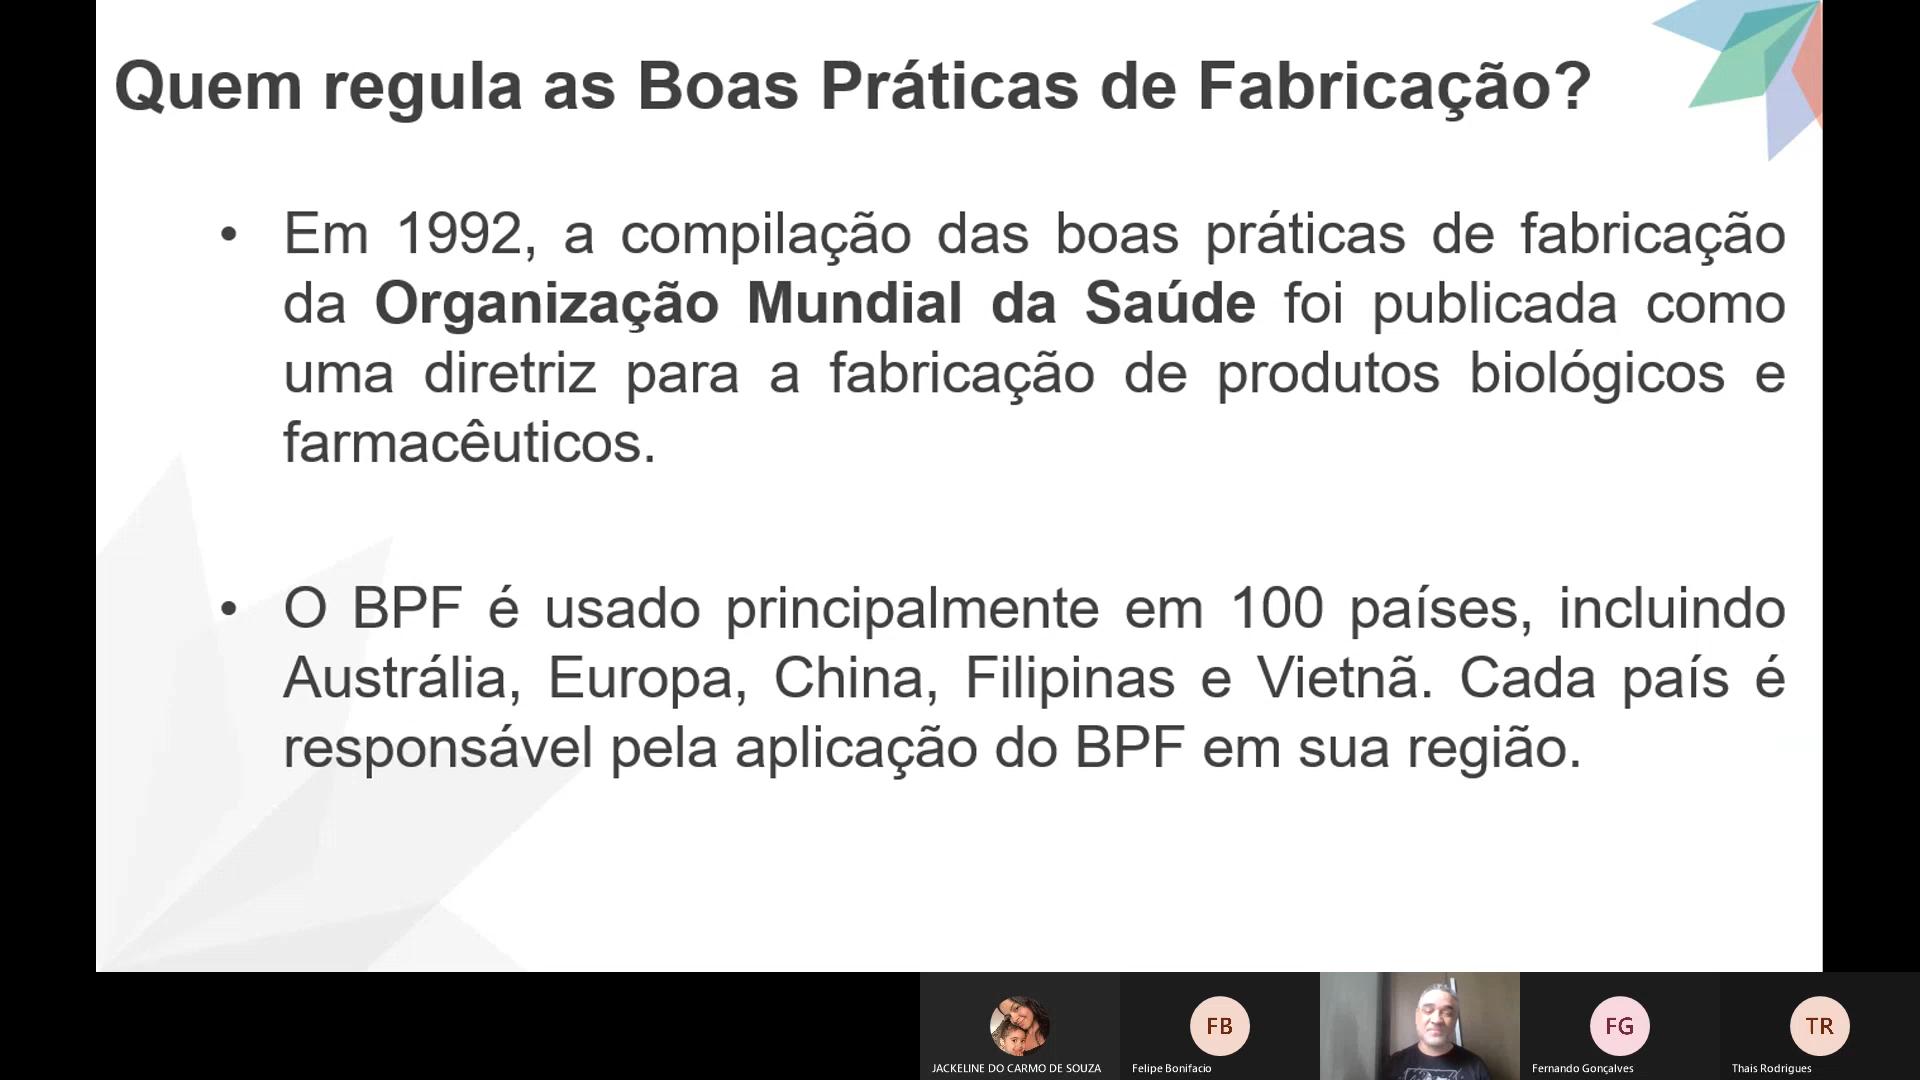 Quem regula as Boas Práticas de Fabricação?
• Em 1992, a compilação das boas práticas de fabricação
da Organização Mundial da Saúde foi publicada como
uma diretriz para a fabricação de produtos biológicos e
farmacêuticos.
• O BPF é usado principalmente em 100 países, incluindo
Austrália, Europa, China, Filipinas e Vietnã. Cada país é
responsável pela aplicação do BPF em sua região.
FB
FG
TR
JACKELINE DO CARMO DE SOUZA
Felipe Bonifacio
Fernando Gonçalves
Thais Rodrigues